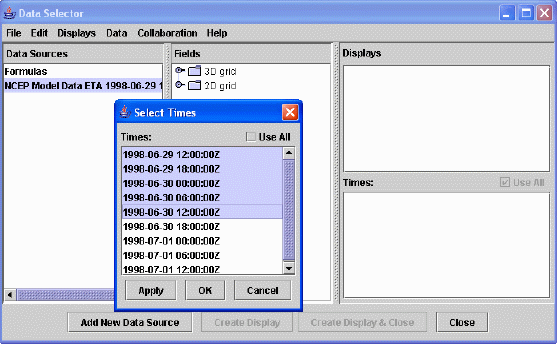 Data Selector
File Edit Displays Data Collaboration Help
Data Sources
Formulas
NCEP Model Data ETA 1998-06-29 1
Fields
3D grid
2D grid
Displays
Times:
Use All
Select Times
Times:
Use All
1998-06-29 12:00:00Z
1998-06-29 18:00:00Z
1998-06-30 00:00:00Z
1998-06-30 06:00:00Z
1998-06-30 12:00:00Z
1998-06-30 18:00:00Z
1998-07-01 00:00:00Z
1998-07-01 06:00:00Z
1998-07-01 12:00:00Z
Apply OK Cancel
Add New Data Source Create Display Create Display & Close Close